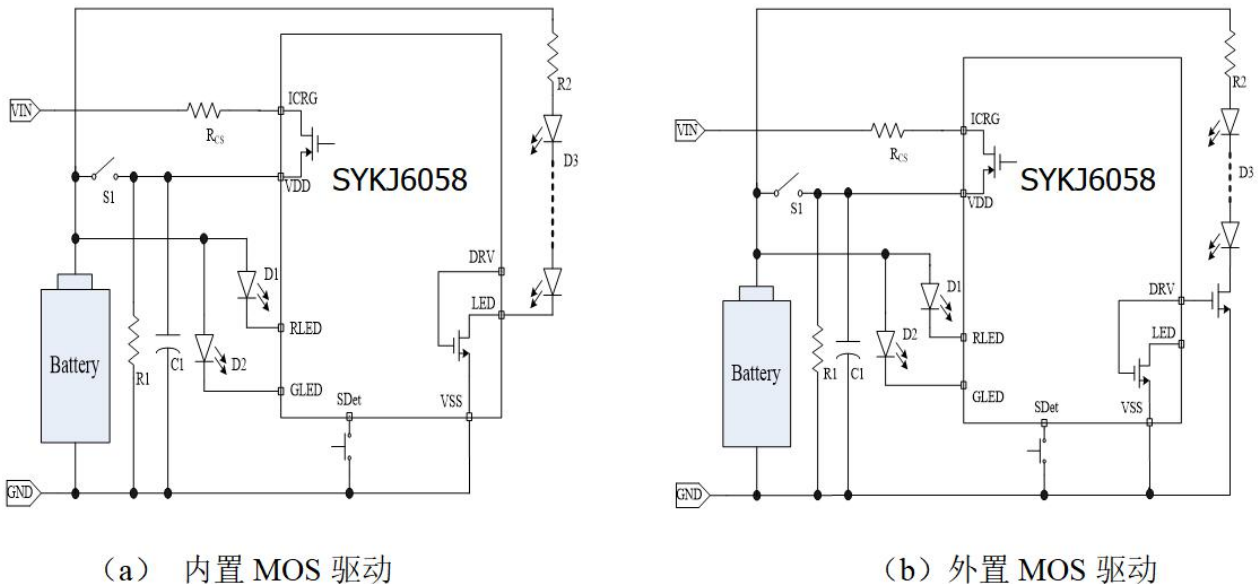 ICRG
VIN
R_CS
R2
D3
SYKJ6058
VDD
S1
DRV
LED
D1
RLED
D2
R1
C1
Battery
GLED
SDet
VSS
GND
（a） 内置 MOS 驱动
ICRG
VIN
R_CS
R2
D3
SYKJ6058
VDD
S1
DRV
LED
D1
RLED
D2
R1
C1
Battery
GLED
SDet
VSS
GND
（b）外置 MOS 驱动